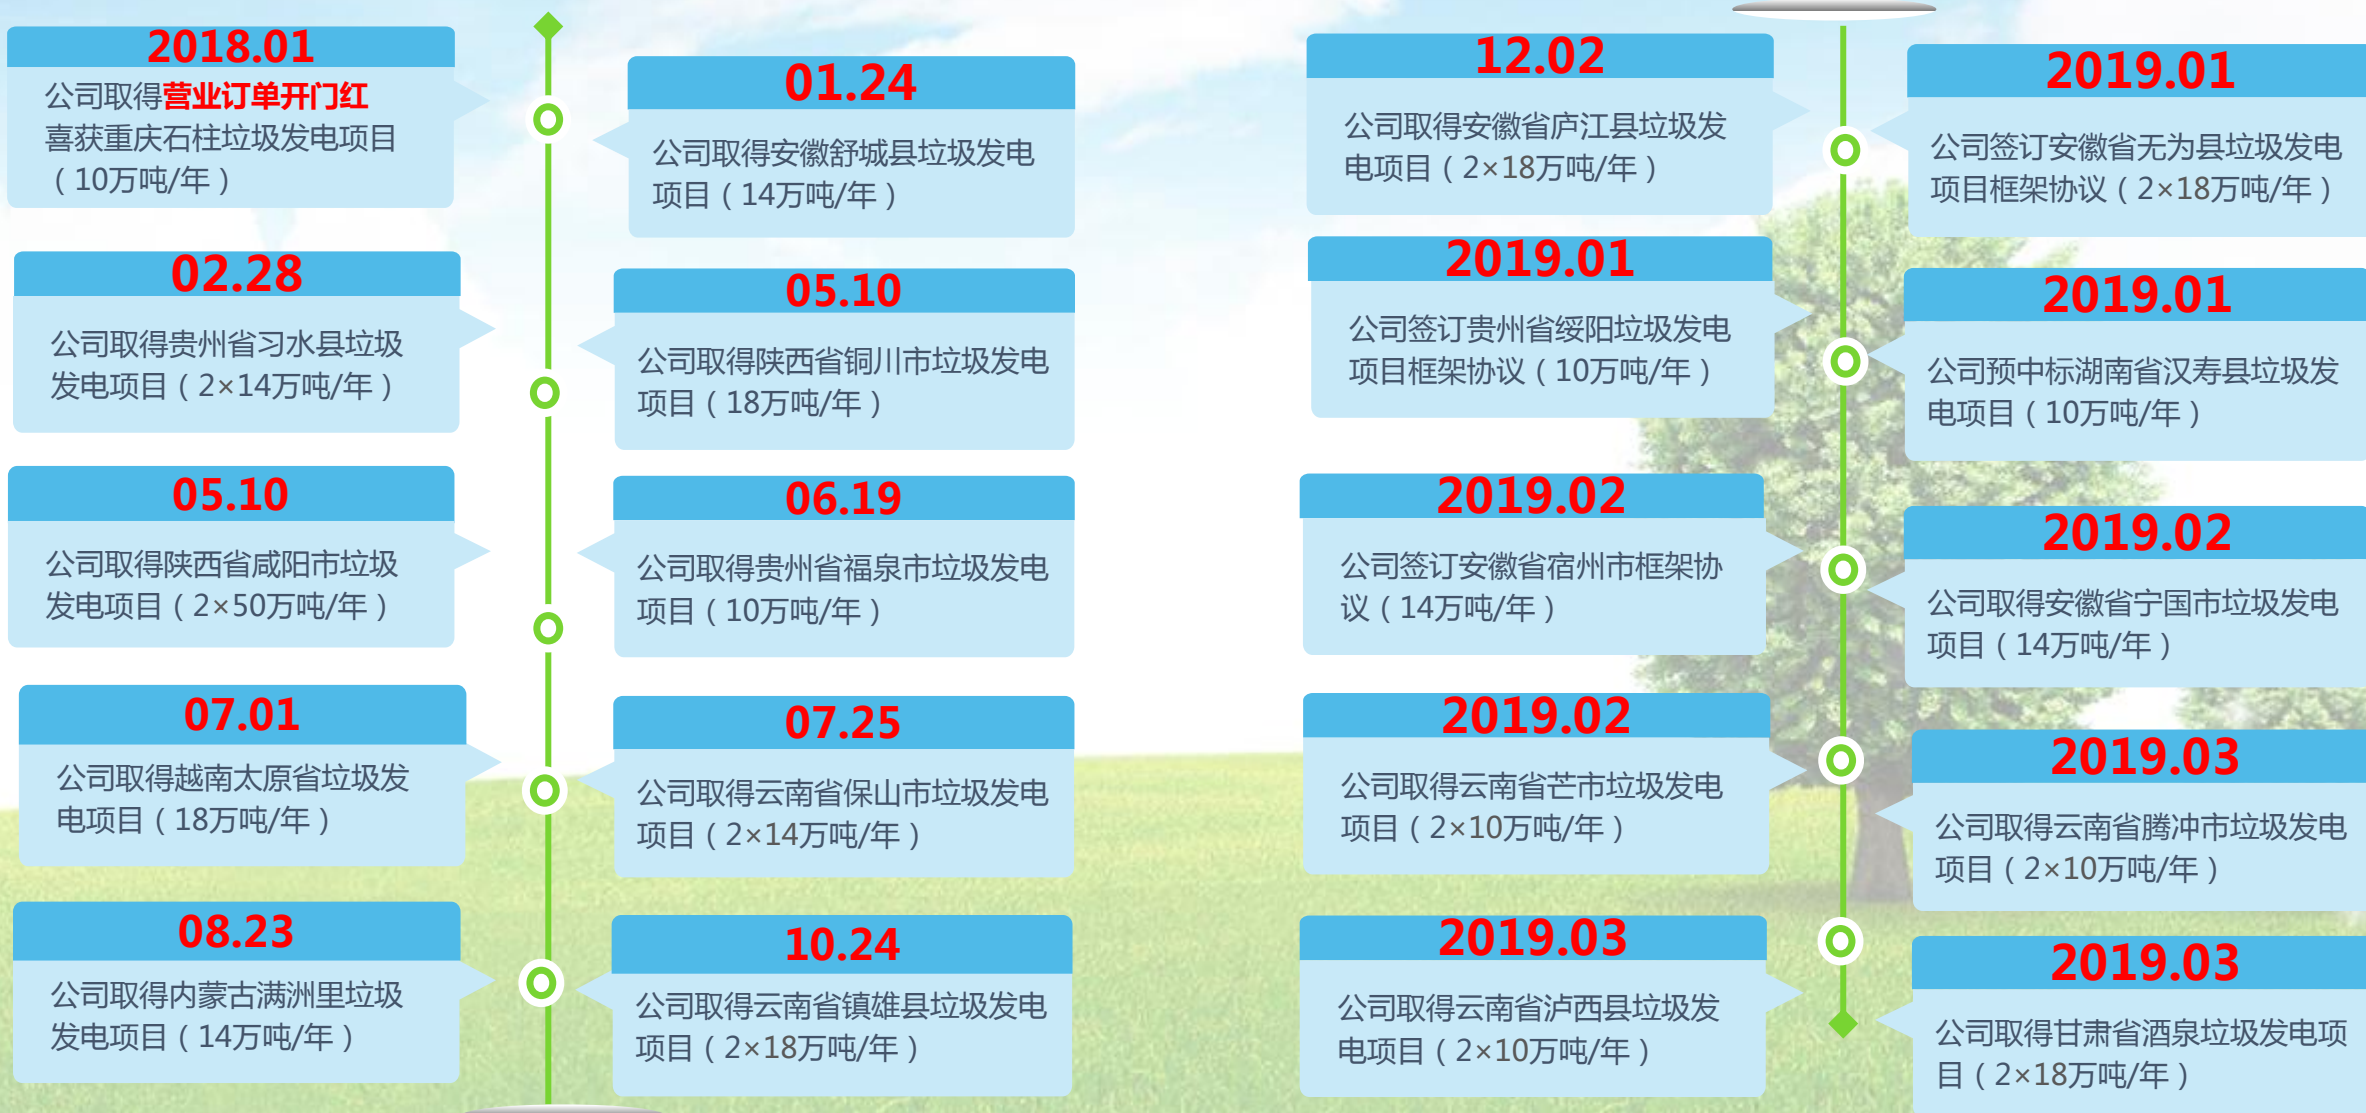 2018.01
公司取得营业订单开门红
喜获重庆石柱垃圾发电项目
（10万吨/年）
01.24
公司取得安徽舒城县垃圾发电
项目（14万吨/年）
02.28
公司取得贵州省习水县垃圾
发电项目（2×14万吨/年）
05.10
公司取得陕西省铜川市垃圾发电
项目（18万吨/年）
05.10
公司取得陕西省咸阳市垃圾
发电项目（2×50万吨/年）
06.19
公司取得贵州省福泉市垃圾发电
项目（10万吨/年）
07.01
公司取得越南太原省垃圾发
电项目（18万吨/年）
07.25
公司取得云南省保山市垃圾发电
项目（2×14万吨/年）
08.23
公司取得内蒙古满洲里垃圾
发电项目（14万吨/年）
10.24
公司取得云南省镇雄县垃圾发电
项目（2×18万吨/年）
12.02
公司取得安徽省庐江县垃圾发
电项目（2×18万吨/年）
2019.01
公司签订安徽省无为县垃圾发电
项目框架协议（2×18万吨/年）
2019.01
公司签订贵州省绥阳垃圾发电
项目框架协议（10万吨/年）
2019.01
公司预中标湖南省汉寿县垃圾发
电项目（10万吨/年）
2019.02
公司签订安徽省宿州市框架协
议（14万吨/年）
2019.02
公司取得安徽省宁国市垃圾发电
项目（14万吨/年）
2019.02
公司取得云南省芒市垃圾发电
项目（2×10万吨/年）
2019.03
公司取得云南省腾冲市垃圾发电
项目（2×10万吨/年）
2019.03
公司取得云南省泸西县垃圾发
电项目（2×10万吨/年）
2019.03
公司取得甘肃省酒泉垃圾发电项
目（2×18万吨/年）